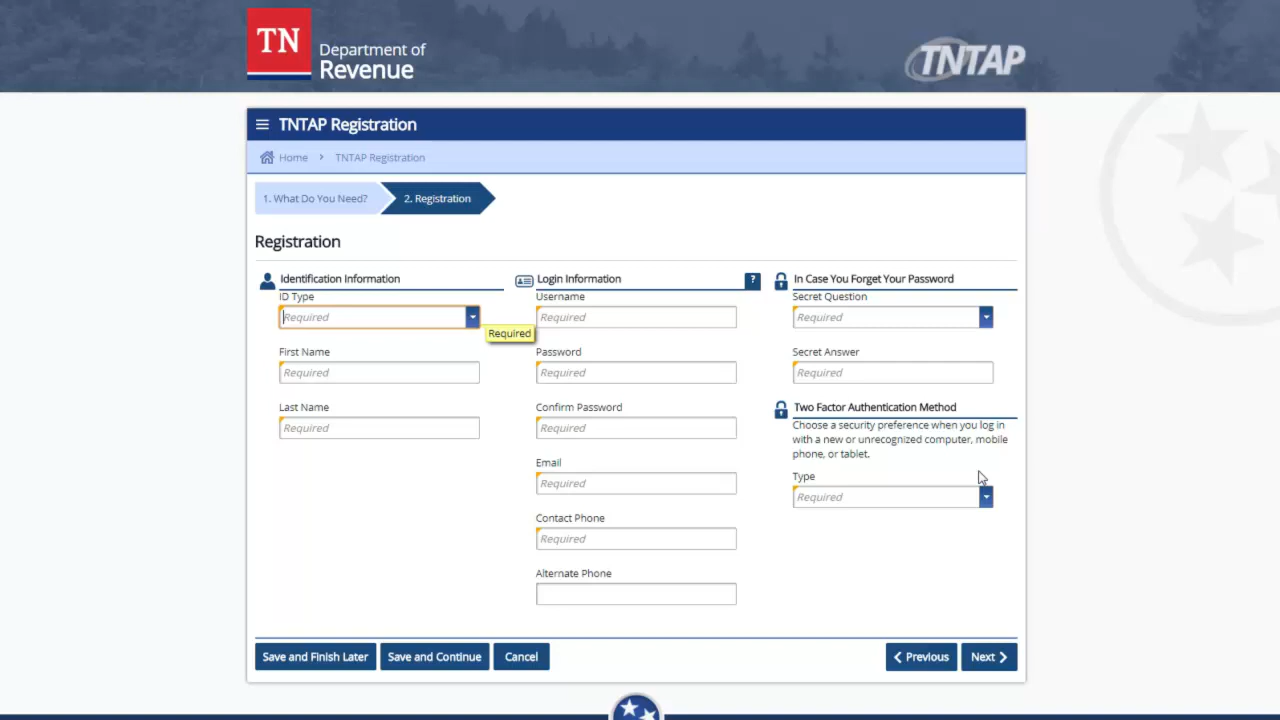 TN
Department of
Revenue
TNTAP
TNTAP Registration
Home
TNTAP Registration
1. What Do You Need?
2. Registration
Registration
Identification Information
ID Type
Required
Required
First Name
Required
Last Name
Required
Login Information
?
Username
Required
Password
Required
Confirm Password
Required
Email
Required
Contact Phone
Required
Alternate Phone
In Case You Forget Your Password
Secret Question
Required
Secret Answer
Required
Two Factor Authentication Method
Choose a security preference when you log in
with a new or unrecognized computer, mobile
phone, or tablet.
Type
Required
Save and Finish Later
Save and Continue
Cancel
Previous
Next